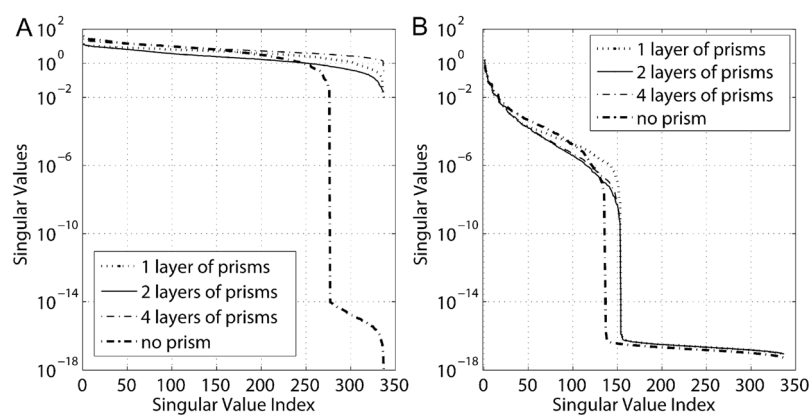 A
Singular Values
10^2
10^0
10^-2
10^-6
10^-10
10^-14
10^-18
1 layer of prisms
2 layers of prisms
4 layers of prisms
no prism
0 50 100 150 200 250 300 350
Singular Value Index
B
Singular Values
10^2
10^0
10^-2
10^-6
10^-10
10^-14
10^-18
1 layer of prisms
2 layers of prisms
4 layers of prisms
no prism
0 50 100 150 200 250 300 350
Singular Value Index